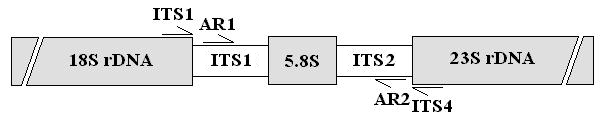 ITS1
AR1
18S rDNA ITS1 5.8S ITS2 23S rDNA
AR2
ITS4